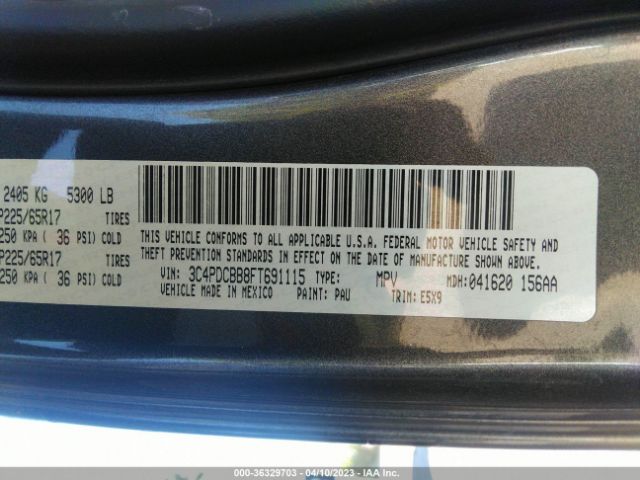 2405 KG 5300 LB
P225/65R17 TIRES
250 KPA ( 36 PSI) COLD
P225/65R17 TIRES
250 KPA ( 36 PSI) COLD
THIS VEHICLE CONFORMS TO ALL APPLICABLE U.S.A. FEDERAL MOTOR VEHICLE SAFETY AND
THEFT PREVENTION STANDARDS IN EFFECT ON THE DATE OF MANUFACTURE SHOWN ABOVE.
VIN: 3C4PDCBB8FT691115 TYPE: MPV MDH:041620 156AA
VEHICLE MADE IN MEXICO PAINT: PAU TRIM: E5X9
000-36329703 - 04/10/2023 - IAA Inc.